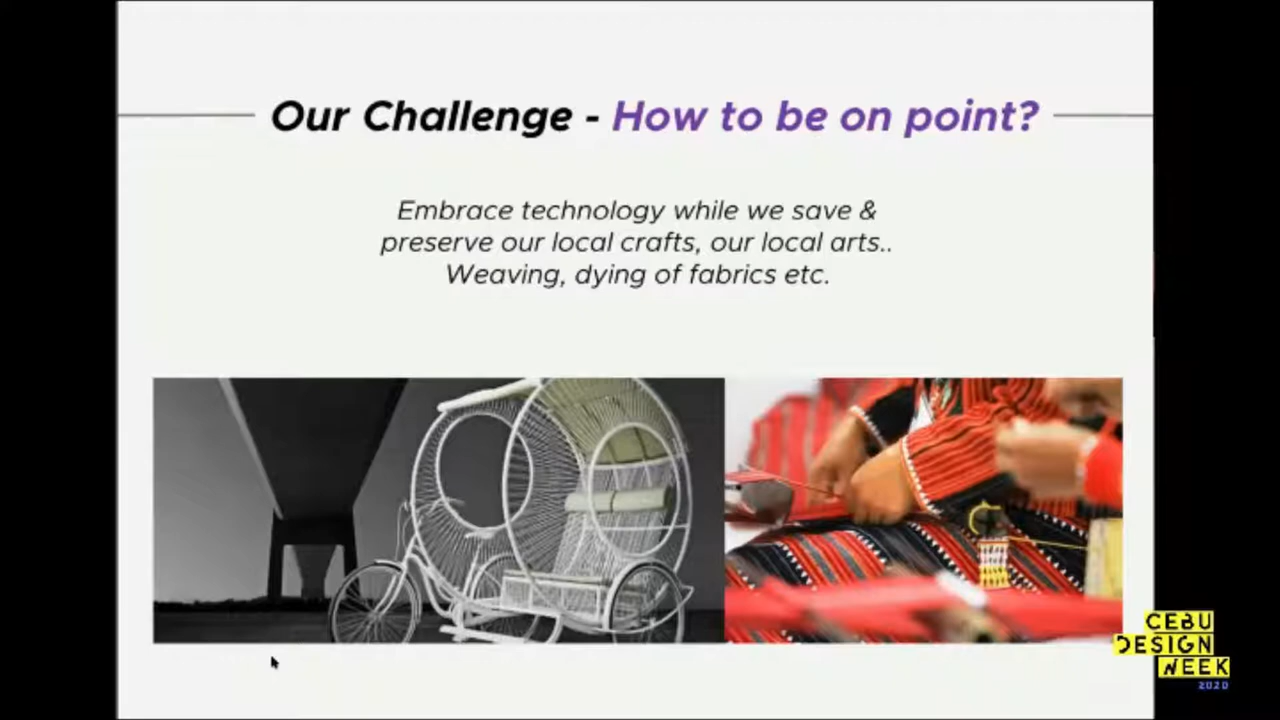 Our Challenge - How to be on point?
Embrace technology while we save &
preserve our local crafts, our local arts..
Weaving, dying of fabrics etc.
CEBU
DESIGN
WEEK
2020